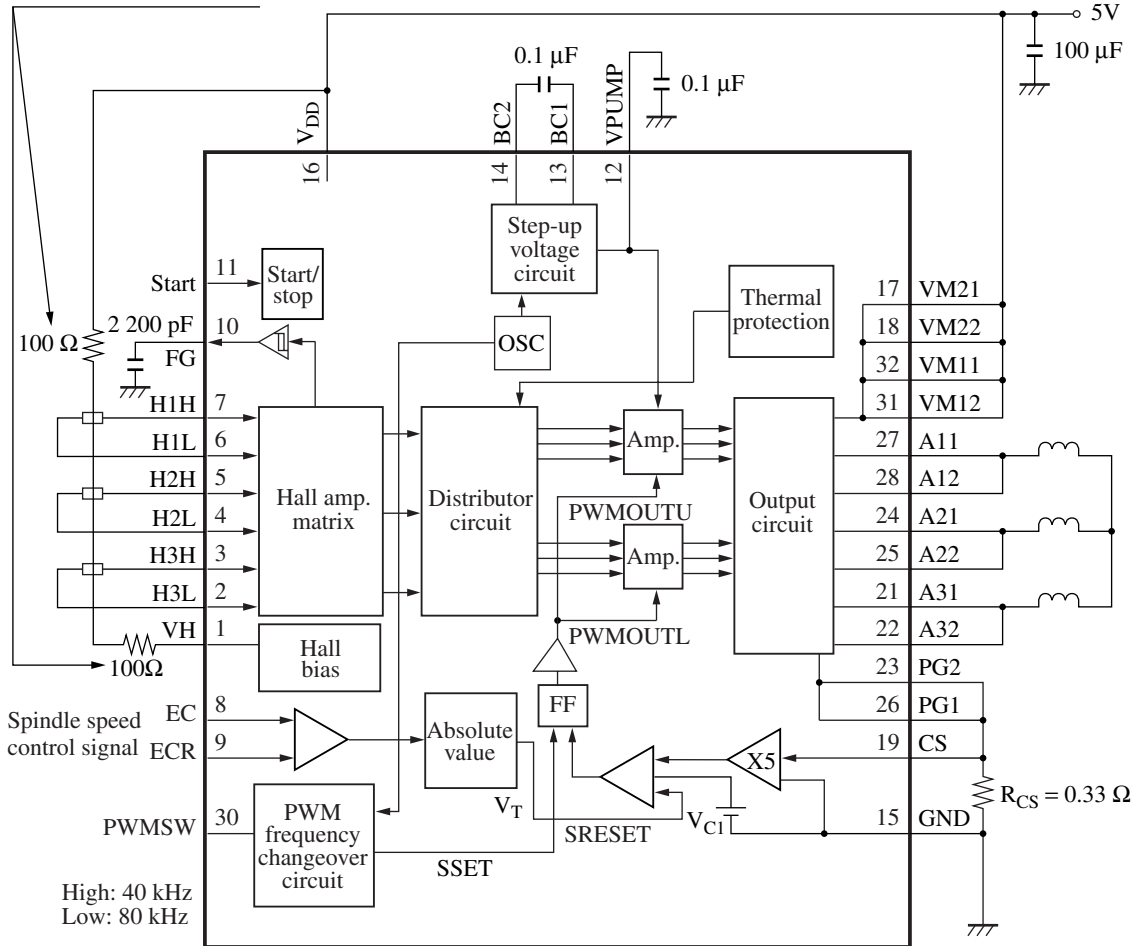 5V
0.1 µF
0.1 µF
100 µF
V_DD
BC2
BC1
VPUMP
16
14
13
12
Step-up
voltage
circuit
Start
11
Start/
stop
Thermal
protection
OSC
100 Ω
2 200 pF
10
FG
17 VM21
18 VM22
32 VM11
31 VM12
H1H 7
H1L 6
H2H 5
H2L 4
H3H 3
H3L 2
VH 1
100Ω
Hall amp.
matrix
Distributor
circuit
Amp.
PWMOUTU
Amp.
PWMOUTL
Output
circuit
27 A11
28 A12
24 A21
25 A22
21 A31
22 A32
23 PG2
26 PG1
19 CS
15 GND
R_CS = 0.33 Ω
Hall
bias
FF
Spindle speed
control signal
EC 8
ECR 9
Absolute
value
X5
V_T
V_C1
SRESET
PWMSW 30
PWM
frequency
changeover
circuit
SSET
High: 40 kHz
Low: 80 kHz